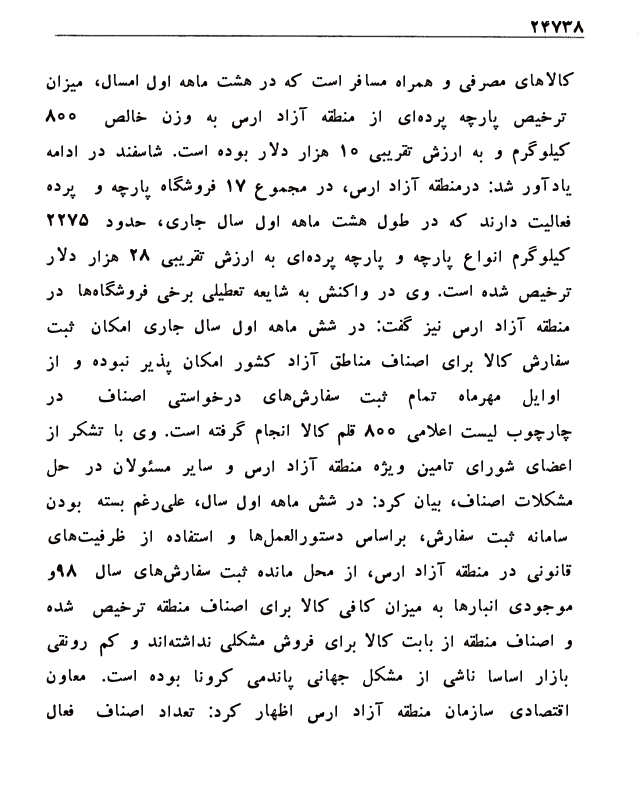 ۲۴۷۳۸
کالاهای مصرفی و همراه مسافر است که در هشت ماهه اول امسال، میزان
ترخیص پارچه پرده‌ای از منطقه آزاد ارس به وزن خالص ۸۰۰
کیلوگرم و به ارزش تقریبی ۱۰ هزار دلار بوده است. شاسفند در ادامه
یادآور شد: درمنطقه آزاد ارس، در مجموع ۱۷ فروشگاه پارچه و پرده
فعالیت دارند که در طول هشت ماهه اول سال جاری، حدود ۲۲۷۵
کیلوگرم انواع پارچه و پارچه پرده‌ای به ارزش تقریبی ۲۸ هزار دلار
ترخیص شده است. وی در واکنش به شایعه تعطیلی برخی فروشگاه‌ها در
منطقه آزاد ارس نیز گفت: در شش ماهه اول سال جاری امکان ثبت
سفارش کالا برای اصناف مناطق آزاد کشور امکان پذیر نبوده و از
اوایل مهرماه تمام ثبت سفارش‌های درخواستی اصناف در
چارچوب لیست اعلامی ۸۰۰ قلم کالا انجام گرفته است. وی با تشکر از
اعضای شورای تامین ویژه منطقه آزاد ارس و سایر مسئولان در حل
مشکلات اصناف، بیان کرد: در شش ماهه اول سال، علی‌رغم بسته بودن
سامانه ثبت سفارش، براساس دستورالعمل‌ها و استفاده از ظرفیت‌های
قانونی در منطقه آزاد ارس، از محل مانده ثبت سفارش‌های سال ۹۸و
موجودی انبارها به میزان کافی کالا برای اصناف منطقه ترخیص شده
و اصناف منطقه از بابت کالا برای فروش مشکلی نداشته‌اند و کم رونقی
بازار اساسا ناشی از مشکل جهانی پاندمی کرونا بوده است. معاون
اقتصادی سازمان منطقه آزاد ارس اظهار کرد: تعداد اصناف فعال